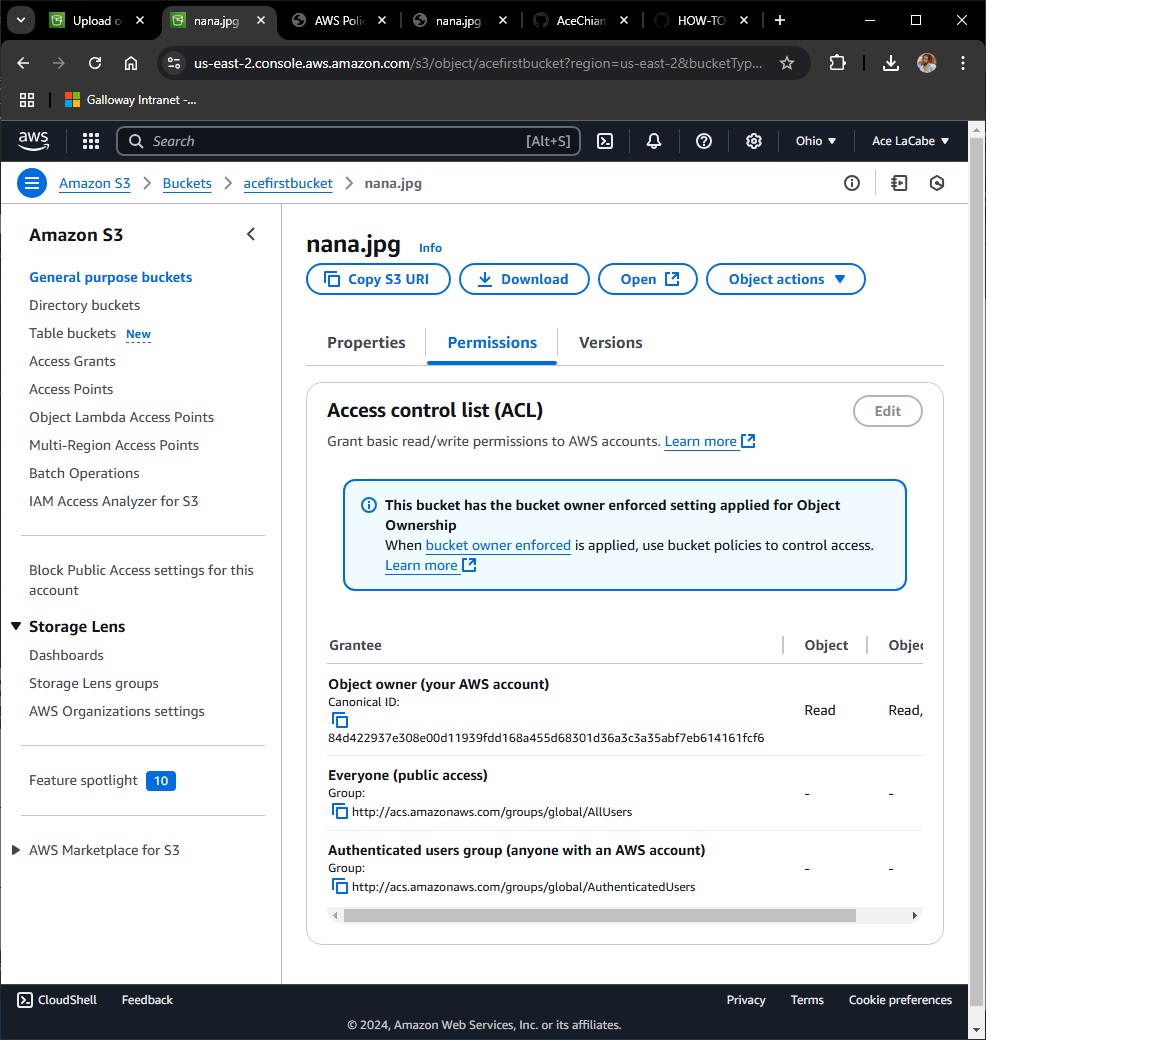 Upload o
nana.jpg
AWS Poli
nana.jpg
AceChian
HOW-TO
us-east-2.console.aws.amazon.com/s3/object/acefirstbucket?region=us-east-2&bucketTyp...
Galloway Intranet -...
aws
Search
[Alt+S]
Ohio
Ace LaCabe
Amazon S3
Buckets
acefirstbucket
nana.jpg
Amazon S3
General purpose buckets
Directory buckets
Table buckets New
Access Grants
Access Points
Object Lambda Access Points
Multi-Region Access Points
Batch Operations
IAM Access Analyzer for S3
Block Public Access settings for this
account
Storage Lens
Dashboards
Storage Lens groups
AWS Organizations settings
Feature spotlight 10
AWS Marketplace for S3
nana.jpg Info
Copy S3 URI
Download
Open
Object actions
Properties
Permissions
Versions
Access control list (ACL)
Edit
Grant basic read/write permissions to AWS accounts. Learn more
This bucket has the bucket owner enforced setting applied for Object
Ownership
When bucket owner enforced is applied, use bucket policies to control access.
Learn more
Grantee
Object
Objec
Object owner (your AWS account)
Canonical ID:
84d422937e308e00d11939fdd168a455d68301d36a3c3a35abf7eb614161fcf6
Read
Read,
Everyone (public access)
Group:
http://acs.amazonaws.com/groups/global/AllUsers
-
-
Authenticated users group (anyone with an AWS account)
Group:
http://acs.amazonaws.com/groups/global/AuthenticatedUsers
-
-
CloudShell
Feedback
Privacy
Terms
Cookie preferences
© 2024, Amazon Web Services, Inc. or its affiliates.